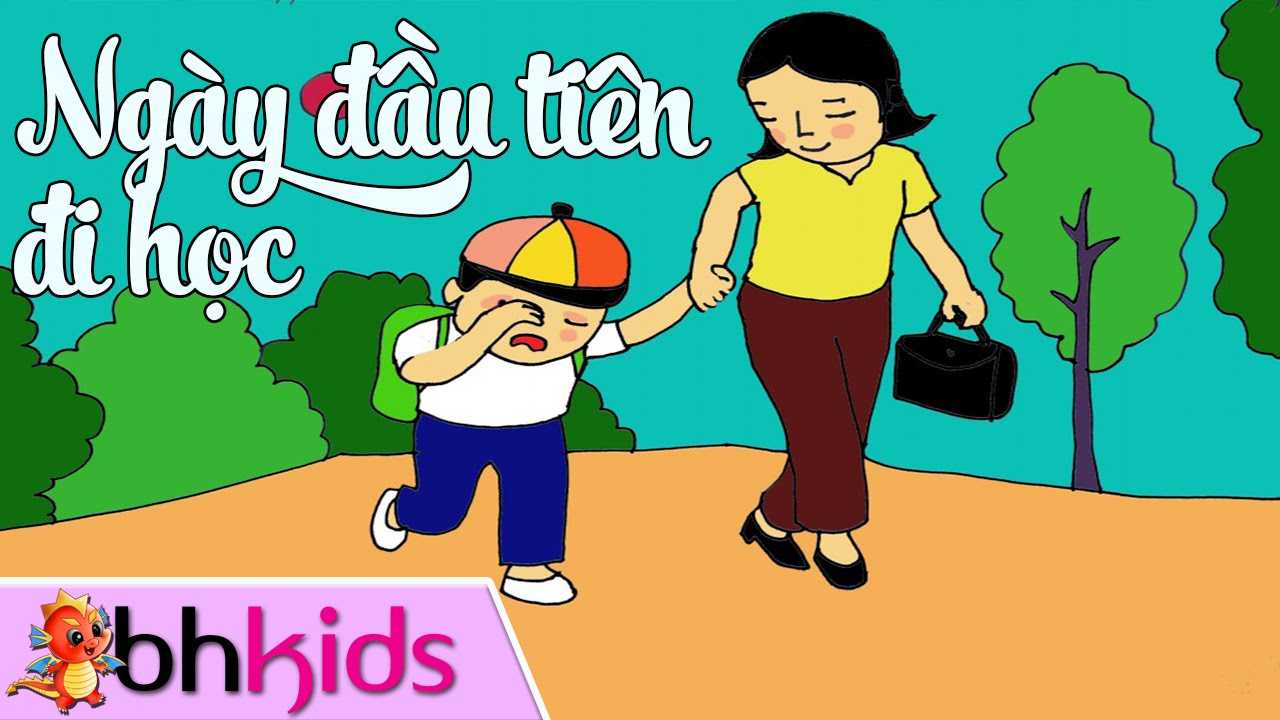 Ngày đầu tiên
đi học
bhkids